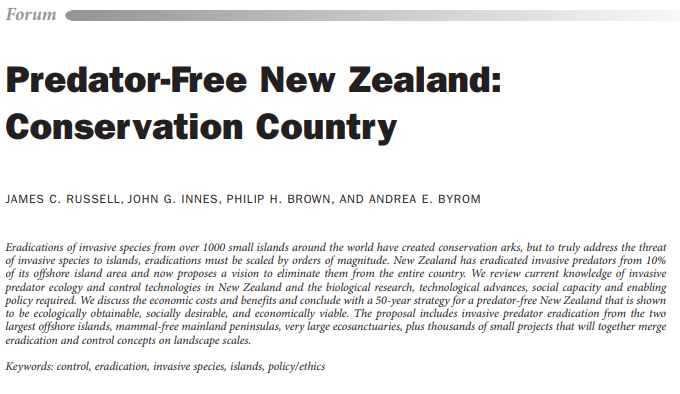 Forum
Predator-Free New Zealand:
Conservation Country
JAMES C. RUSSELL, JOHN G. INNES, PHILIP H. BROWN, AND ANDREA E. BYROM
Eradications of invasive species from over 1000 small islands around the world have created conservation arks, but to truly address the threat
of invasive species to islands, eradications must be scaled by orders of magnitude. New Zealand has eradicated invasive predators from 10%
of its offshore island area and now proposes a vision to eliminate them from the entire country. We review current knowledge of invasive
predator ecology and control technologies in New Zealand and the biological research, technological advances, social capacity and enabling
policy required. We discuss the economic costs and benefits and conclude with a 50-year strategy for a predator-free New Zealand that is shown
to be ecologically obtainable, socially desirable, and economically viable. The proposal includes invasive predator eradication from the two
largest offshore islands, mammal-free mainland peninsulas, very large ecosanctuaries, plus thousands of small projects that will together merge
eradication and control concepts on landscape scales.
Keywords: control, eradication, invasive species, islands, policy/ethics